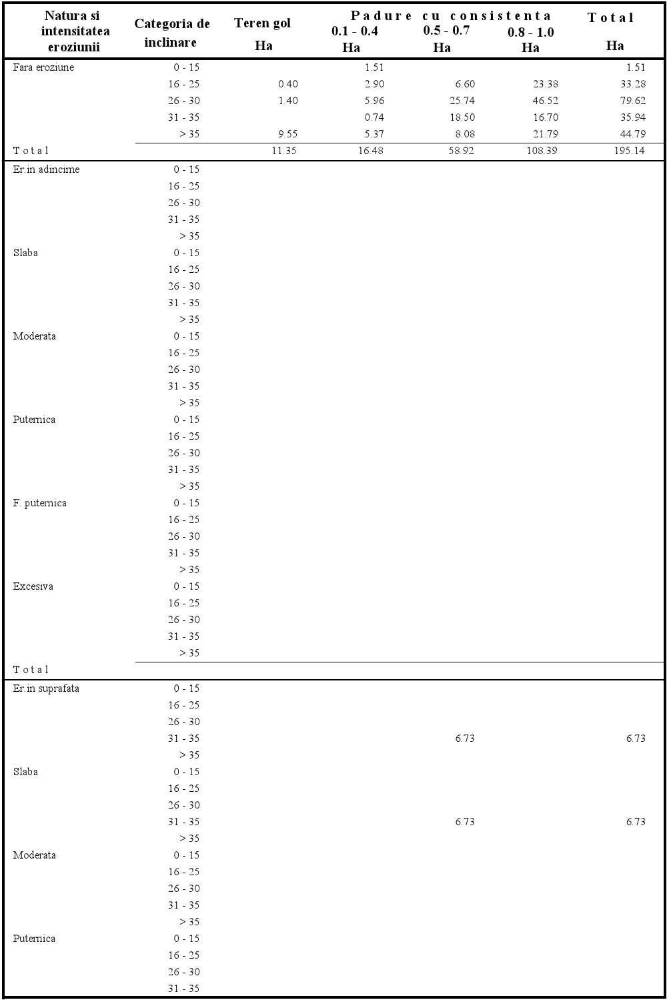 Natura si intensitatea eroziunii Categoria de inclinare Teren gol Ha P a d u r e c u c o n s i s t e n t a T o t a l
0.1 - 0.4 0.5 - 0.7 0.8 - 1.0
Ha Ha Ha Ha
Fara eroziune 0 - 15 1.51 1.51
16 - 25 0.40 2.90 6.60 23.38 33.28
26 - 30 1.40 5.96 25.74 46.52 79.62
31 - 35 0.74 18.50 16.70 35.94
> 35 9.55 5.37 8.08 21.79 44.79
T o t a l 11.35 16.48 58.92 108.39 195.14
Er.in adincime 0 - 15
16 - 25
26 - 30
31 - 35
> 35
Slaba 0 - 15
16 - 25
26 - 30
31 - 35
> 35
Moderata 0 - 15
16 - 25
26 - 30
31 - 35
> 35
Puternica 0 - 15
16 - 25
26 - 30
31 - 35
> 35
F. puternica 0 - 15
16 - 25
26 - 30
31 - 35
> 35
Excesiva 0 - 15
16 - 25
26 - 30
31 - 35
> 35
T o t a l
Er.in suprafata 0 - 15
16 - 25
26 - 30
31 - 35 6.73 6.73
> 35
Slaba 0 - 15
16 - 25
26 - 30
31 - 35 6.73 6.73
> 35
Moderata 0 - 15
16 - 25
26 - 30
31 - 35
> 35
Puternica 0 - 15
16 - 25
26 - 30
31 - 35